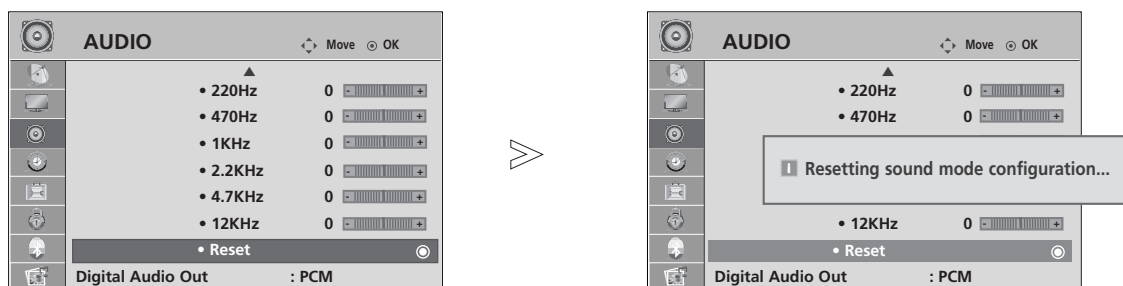 AUDIO
Move OK
• 220Hz 0 - +
• 470Hz 0 - +
• 1KHz 0 - +
• 2.2KHz 0 - +
• 4.7KHz 0 - +
• 12KHz 0 - +
• Reset
Digital Audio Out : PCM
AUDIO
Move OK
• 220Hz 0 - +
• 470Hz 0 - +
Resetting sound mode configuration...
• 12KHz 0 - +
• Reset
Digital Audio Out : PCM